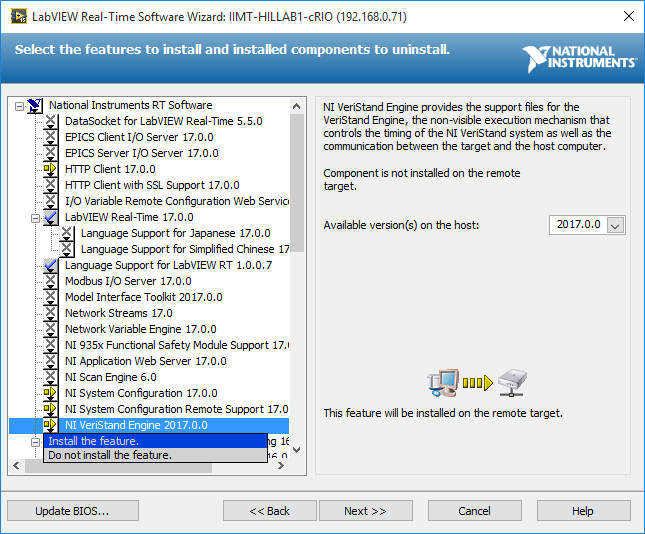 LabVIEW Real-Time Software Wizard: IIMT-HILLAB1-cRIO (192.168.0.71)
Select the features to install and installed components to uninstall.
NATIONAL
INSTRUMENTS
National Instruments RT Software
DataSocket for LabVIEW Real-Time 5.5.0
EPICS Client I/O Server 17.0.0
EPICS Server I/O Server 17.0.0
HTTP Client 17.0.0
HTTP Client with SSL Support 17.0.0
I/O Variable Remote Configuration Web Servic
LabVIEW Real-Time 17.0.0
Language Support for Japanese 17.0.0
Language Support for Simplified Chinese 17
Language Support for LabVIEW RT 1.0.0.7
Modbus I/O Server 17.0.0
Model Interface Toolkit 2017.0.0
Network Streams 17.0
Network Variable Engine 17.0.0
NI 935x Functional Safety Module Support 17.
NI Application Web Server 17.0.0
NI Scan Engine 6.0
NI System Configuration 17.0.0
NI System Configuration Remote Support 17.0
NI VeriStand Engine 2017.0.0
Install the feature.
ng 16
Do not install the feature.
NI VeriStand Engine provides the support files for the
VeriStand Engine, the non-visible execution mechanism that
controls the timing of the NI VeriStand system as well as the
communication between the target and the host computer.
Component is not installed on the remote
target.
Available version(s) on the host:
2017.0.0
This feature will be installed on the remote target.
Update BIOS...
<< Back
Next >>
Cancel
Help